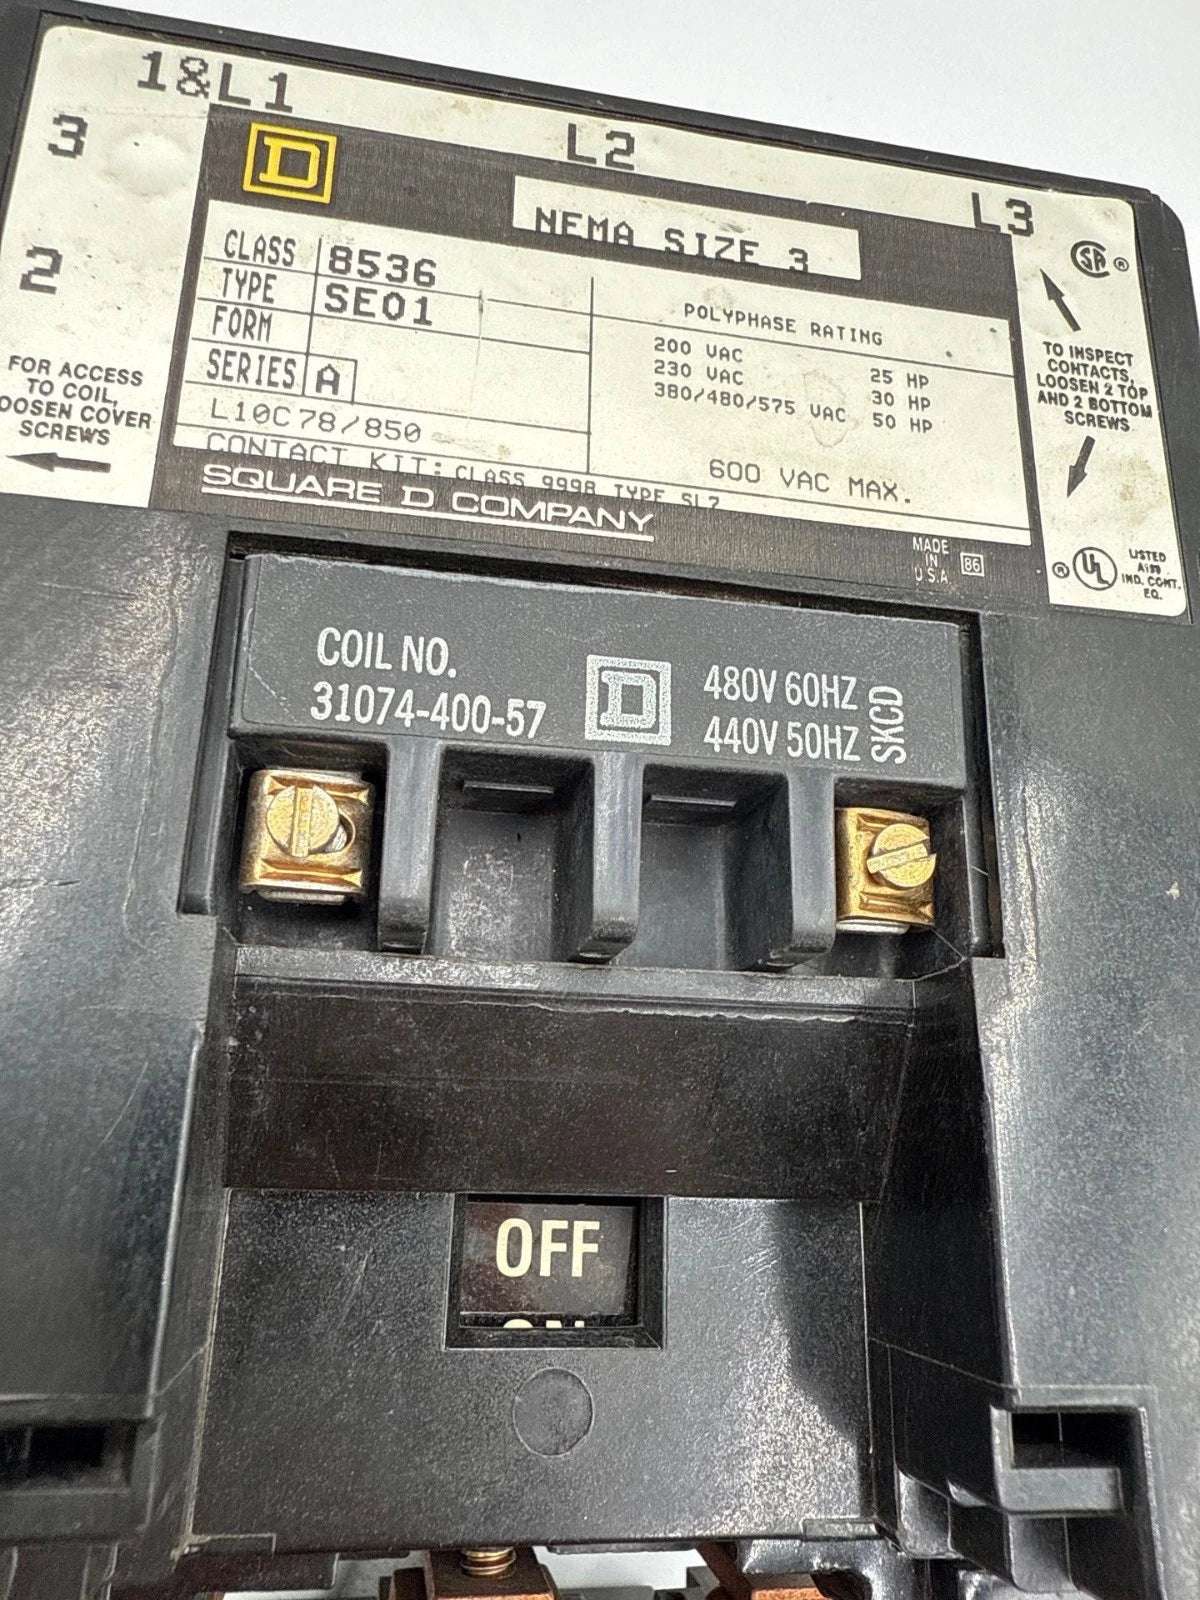 1&L1
L2
L3
3
2
D
NEMA SIZE 3
CLASS 8536
TYPE SEO1
FORM
SERIES A
L10C78/850
CONTACT KIT: CLASS 9998 TYPE SL7
POLYPHASE RATING
200 VAC 25 HP
230 VAC 30 HP
380/480/575 VAC 50 HP
600 VAC MAX.
SQUARE D COMPANY
MADE
IN
U.S.A.
86
FOR ACCESS
TO COIL,
LOOSEN COVER
SCREWS
SA ®
TO INSPECT
CONTACTS,
LOOSEN 2 TOP
AND 2 BOTTOM
SCREWS
® UL
LISTED
IND. CONT.
EQ.
COIL NO.
31074-400-57
D
480V 60HZ
440V 50HZ
SKCD
OFF
ON